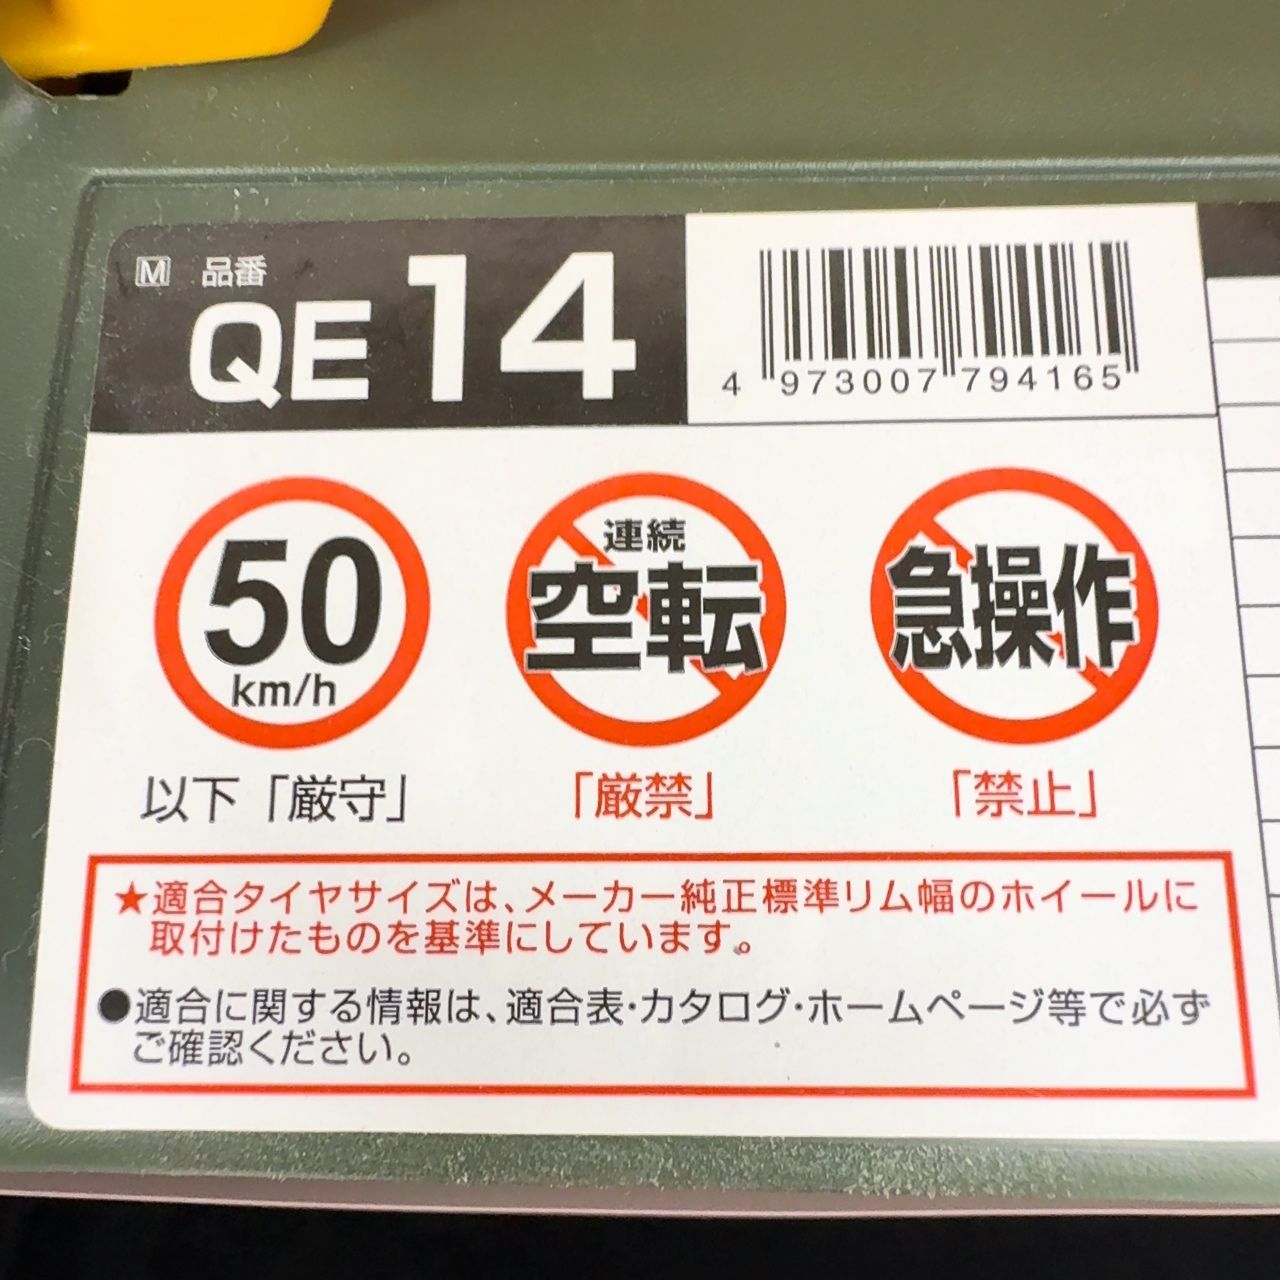 M 品番
QE14
4 973007 794165
50
km/h
以下「厳守」
連続
空転
「厳禁」
急操作
「禁止」
★適合タイヤサイズは、メーカー純正標準リム幅のホイールに
取付けたものを基準にしています。
●適合に関する情報は、適合表・カタログ・ホームページ等で必ず
ご確認ください。